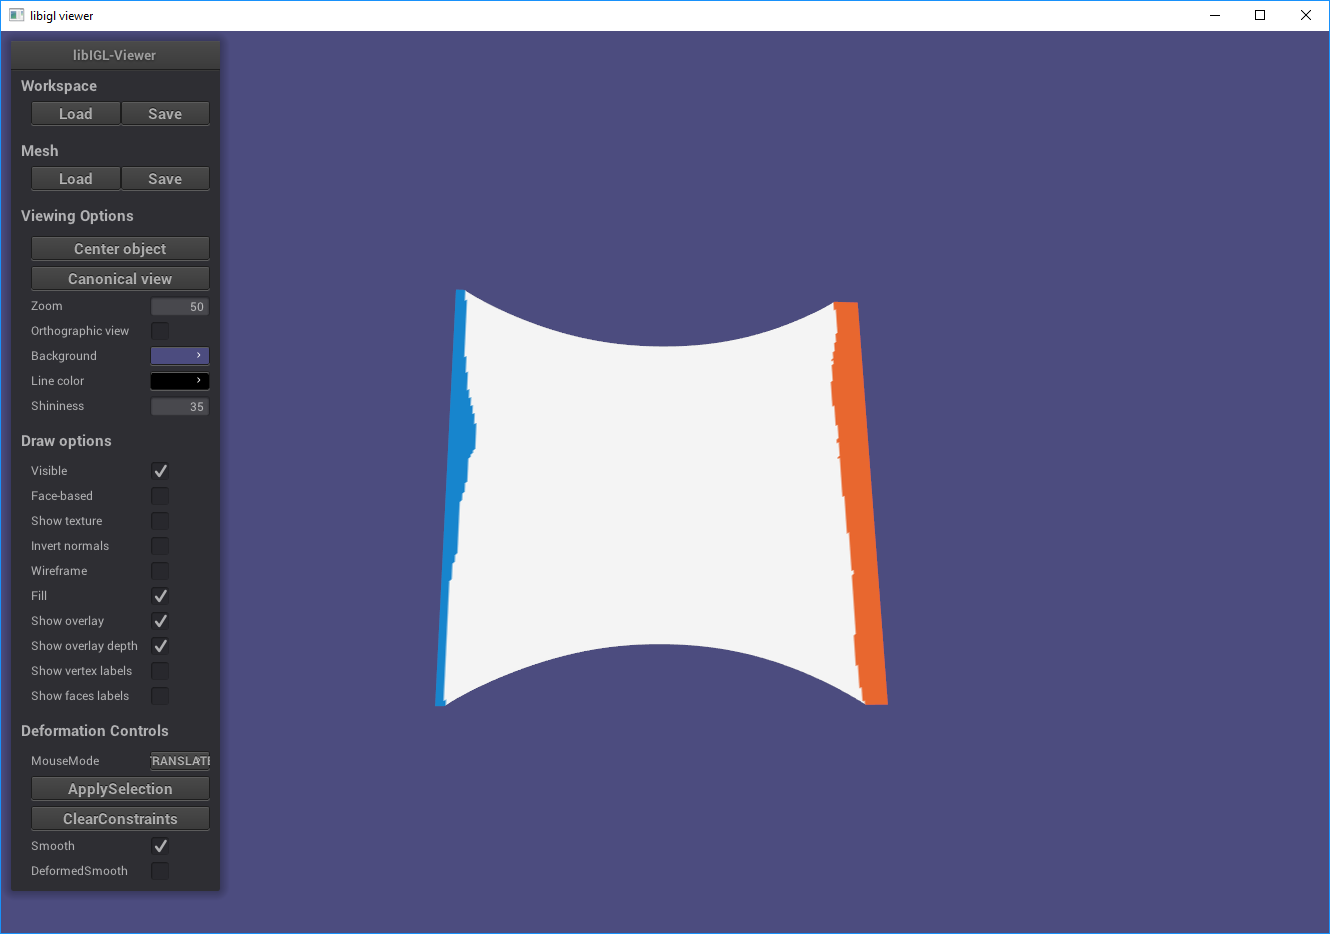 libigl viewer
libIGL-Viewer
Workspace
Load Save
Mesh
Load Save
Viewing Options
Center object
Canonical view
Zoom 50
Orthographic view
Background
Line color
Shininess 35
Draw options
Visible
Face-based
Show texture
Invert normals
Wireframe
Fill
Show overlay
Show overlay depth
Show vertex labels
Show faces labels
Deformation Controls
MouseMode TRANSLATE
ApplySelection
ClearConstraints
Smooth
DeformedSmooth